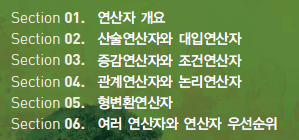 Section 01. 연산자 개요
Section 02. 산술연산자와 대입연산자
Section 03. 증감연산자와 조건연산자
Section 04. 관계연산자와 논리연산자
Section 05. 형변환연산자
Section 06. 여러 연산자와 연산자 우선순위